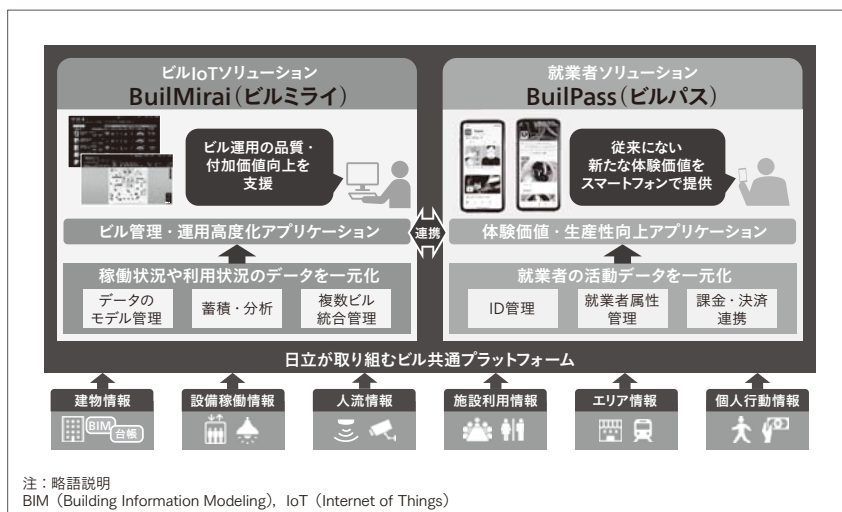 ビルIoTソリューション
BuilMirai（ビルミライ）
ビル運用の品質・
付加価値向上を
支援
ビル管理・運用高度化アプリケーション
稼働状況や利用状況のデータを一元化
データの
モデル管理
蓄積・分析
複数ビル
統合管理
連携
就業者ソリューション
BuilPass（ビルパス）
従来にない
新たな体験価値を
スマートフォンで提供
体験価値・生産性向上アプリケーション
就業者の活動データを一元化
ID管理
就業者属性
管理
課金・決済
連携
日立が取り組むビル共通プラットフォーム
建物情報
BIM
台帳
設備稼働情報
人流情報
施設利用情報
エリア情報
個人行動情報
注：略語説明
BIM（Building Information Modeling），IoT（Internet of Things）